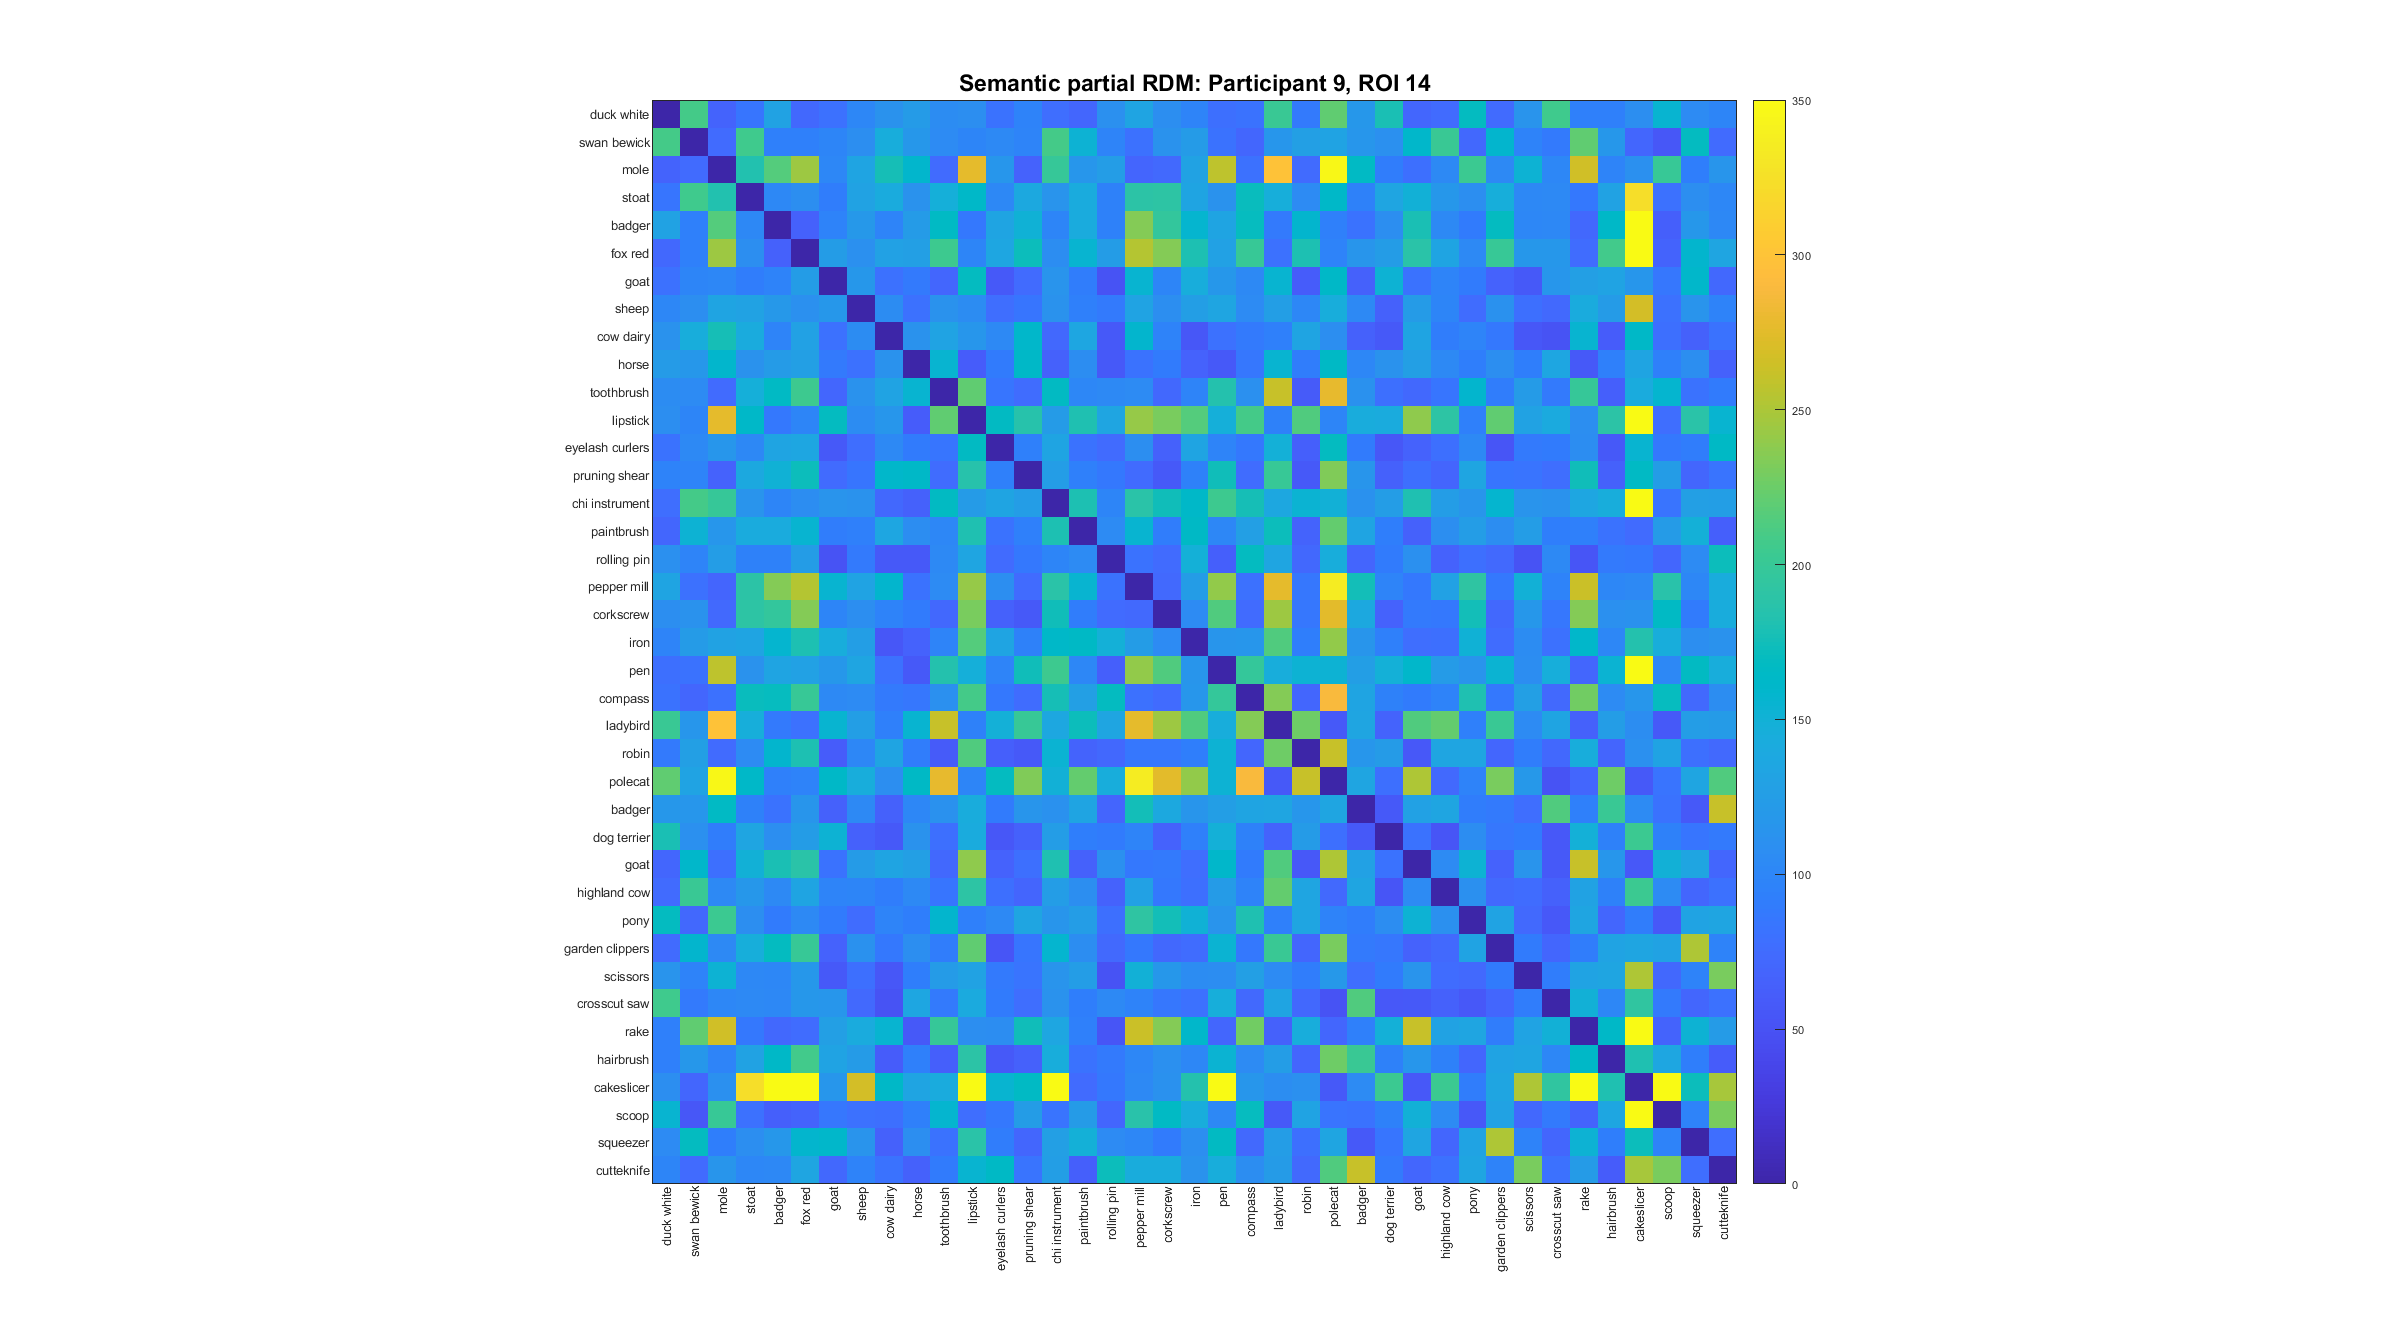 Semantic partial RDM: Participant 9, ROI 14
duck white
swan bewick
mole
stoat
badger
fox red
goat
sheep
cow dairy
horse
toothbrush
lipstick
eyelash curlers
pruning shear
chi instrument
paintbrush
rolling pin
pepper mill
corkscrew
iron
pen
compass
ladybird
robin
polecat
badger
dog terrier
goat
highland cow
pony
garden clippers
scissors
crosscut saw
rake
hairbrush
cakeslicer
scoop
squeezer
cutteknife
duck white
swan bewick
mole
stoat
badger
fox red
goat
sheep
cow dairy
horse
toothbrush
lipstick
eyelash curlers
pruning shear
chi instrument
paintbrush
rolling pin
pepper mill
corkscrew
iron
pen
compass
ladybird
robin
polecat
badger
dog terrier
goat
highland cow
pony
garden clippers
scissors
crosscut saw
rake
hairbrush
cakeslicer
scoop
squeezer
cutteknife
350
300
250
200
150
100
50
0